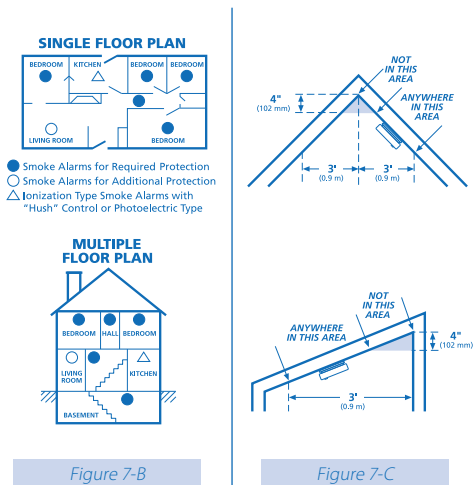 SINGLE FLOOR PLAN
BEDROOM KITCHEN BEDROOM BEDROOM
LIVING ROOM BEDROOM
Smoke Alarms for Required Protection
Smoke Alarms for Additional Protection
Ionization Type Smoke Alarms with
“Hush” Control or Photoelectric Type
MULTIPLE
FLOOR PLAN
BEDROOM HALL BEDROOM
LIVING
ROOM
KITCHEN
BASEMENT
Figure 7-B
NOT
IN THIS
AREA
4"
(102 mm)
ANYWHERE
IN THIS
AREA
3' 3'
(0.9 m) (0.9 m)
NOT
IN THIS
AREA
ANYWHERE
IN THIS AREA
4"
(102 mm)
3'
(0.9 m)
Figure 7-C